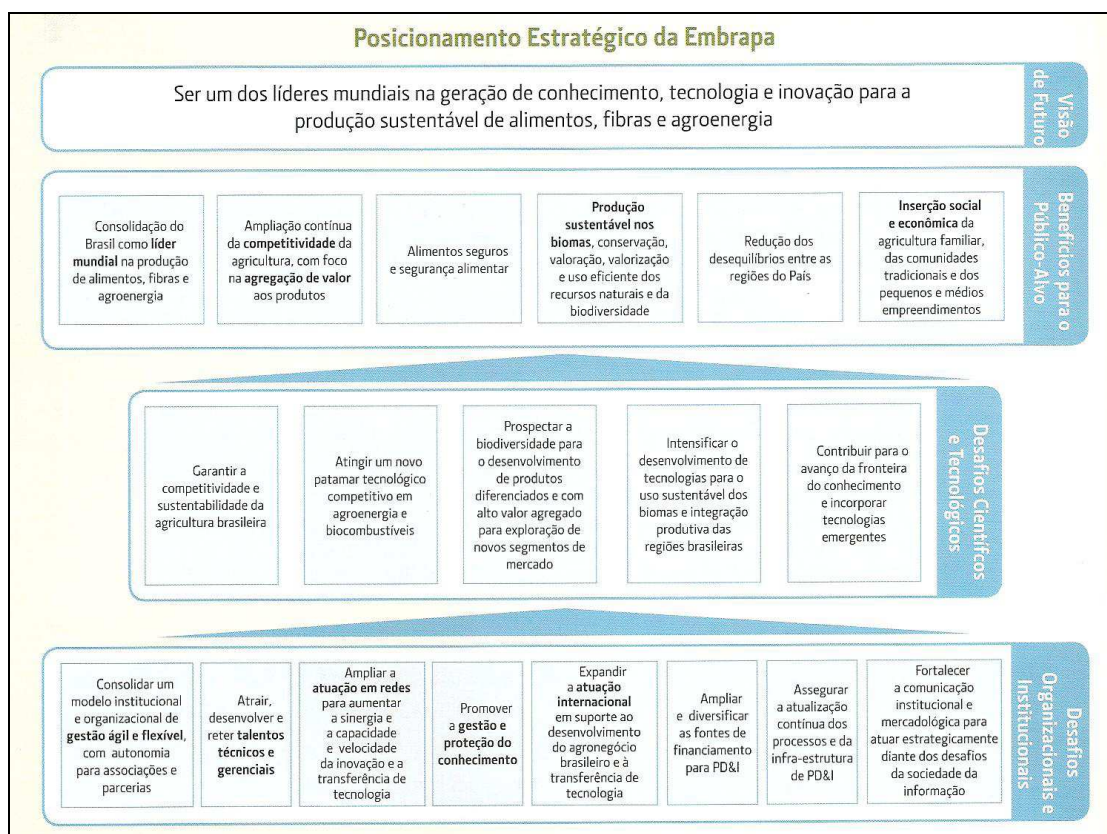 Posicionamento Estratégico da Embrapa
Ser um dos líderes mundiais na geração de conhecimento, tecnologia e inovação para a
produção sustentável de alimentos, fibras e agroenergia
Visão
de Futuro
Consolidação do
Brasil como líder
mundial na produção
de alimentos, fibras e
agroenergia
Ampliação contínua
da competitividade da
agricultura, com foco
na agregação de valor
aos produtos
Alimentos seguros
e segurança alimentar
Produção
sustentável nos
biomas, conservação,
valoração, valorização
e uso eficiente dos
recursos naturais e da
biodiversidade
Redução dos
desequilíbrios entre as
regiões do País
Inserção social
e econômica da
agricultura familiar,
das comunidades
tradicionais e dos
pequenos e médios
empreendimentos
Benefícios para o
Público-Alvo
Garantir a
competitividade e
sustentabilidade da
agricultura brasileira
Atingir um novo
patamar tecnológico
competitivo em
agroenergia e
biocombustíveis
Prospectar a
biodiversidade para
o desenvolvimento
de produtos
diferenciados e com
alto valor agregado
para exploração de
novos segmentos de
mercado
Intensificar o
desenvolvimento de
tecnologias para o
uso sustentável dos
biomas e integração
produtiva das
regiões brasileiras
Contribuir para o
avanço da fronteira
do conhecimento
e incorporar
tecnologias
emergentes
Desafios Científcos
e Tecnológicos
Consolidar um
modelo institucional
e organizacional de
gestão ágil e flexível,
com autonomia
para associações e
parcerias
Atrair,
desenvolver e
reter talentos
técnicos e
gerenciais
Ampliar a
atuação em redes
para aumentar
a sinergia e
a capacidade
e velocidade
da inovação e a
transferência de
tecnologia
Promover
a gestão e
proteção do
conhecimento
Expandir
a atuação
internacional
em suporte ao
desenvolvimento
do agronegócio
brasileiro e à
transferência de
tecnologia
Ampliar
e diversificar
as fontes de
financiamento
para PD&I
Assegurar
a atualização
contínua dos
processos e da
infra-estrutura
de PD&I
Fortalecer
a comunicação
institucional e
mercadológica para
atuar estrategicamente
diante dos desafios
da sociedade da
informação
Desafios
Organizacionais e
Institucionais